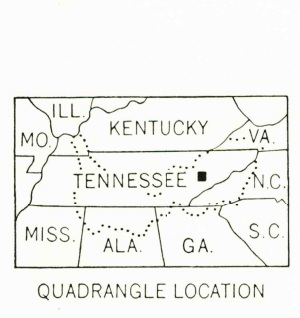 ILL.
KENTUCKY
MO. VA.
TENNESSEE N.C.
MISS. ALA. GA. S.C.
QUADRANGLE LOCATION